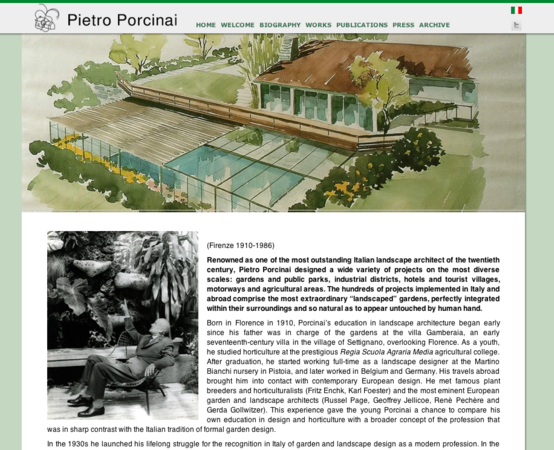 Pietro Porcinai
HOME WELCOME BIOGRAPHY WORKS PUBLICATIONS PRESS ARCHIVE
(Firenze 1910-1986)
Renowned as one of the most outstanding Italian landscape architect of the twentieth
century, Pietro Porcinai designed a wide variety of projects on the most diverse
scales: gardens and public parks, industrial districts, hotels and tourist villages,
motorways and agricultural areas. The hundreds of projects implemented in Italy and
abroad comprise the most extraordinary “landscaped” gardens, perfectly integrated
within their surroundings and so natural as to appear untouched by human hand.
Born in Florence in 1910, Porcinai's education in landscape architecture began early
since his father was in charge of the gardens at the villa Gamberaia, an early
seventeenth-century villa in the village of Settignano, overlooking Florence. As a youth,
he studied horticulture at the prestigious Regia Scuola Agraria Media agricultural college.
After graduation, he started working full-time as a landscape designer at the Martino
Bianchi nursery in Pistoia, and later worked in Belgium and Germany. His travels abroad
brought him into contact with contemporary European design. He met famous plant
breeders and horticulturalists (Fritz Enchk, Karl Foester) and the most eminent European
garden and landscape architects (Russel Page, Geoffrey Jellicoe, Renè Pechère and
Gerda Gollwitzer). This experience gave the young Porcinai a chance to compare his
own education in design and horticulture with a broader concept of the profession that
was in sharp contrast with the Italian tradition of formal garden design.
In the 1930s he launched his lifelong struggle for the recognition in Italy of garden and landscape design as a modern profession. In the